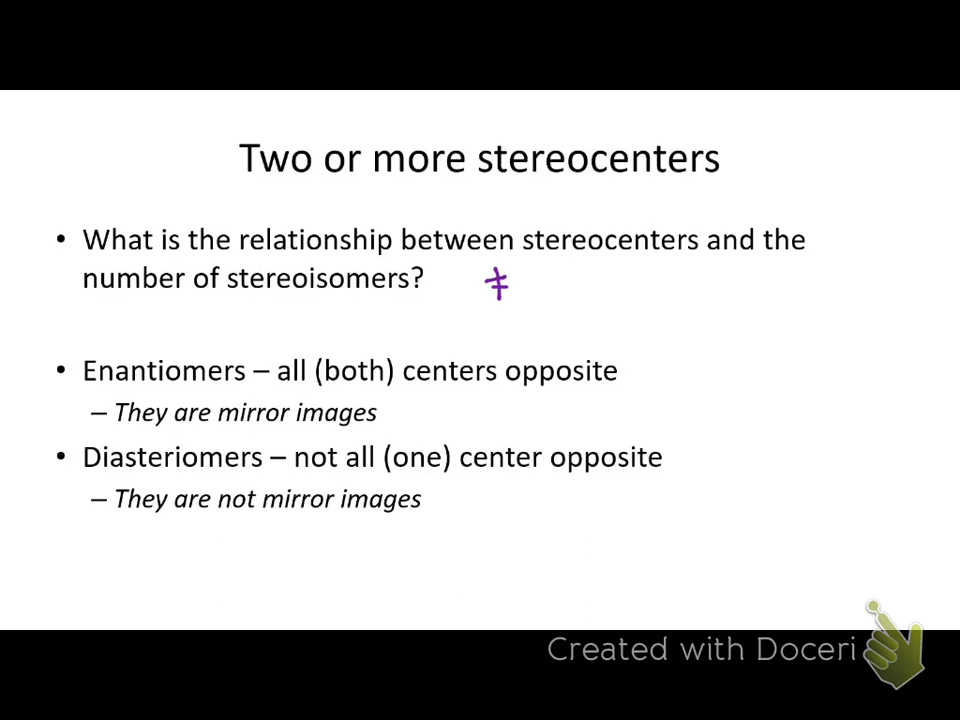 Two or more stereocenters
• What is the relationship between stereocenters and the
number of stereoisomers?
• Enantiomers – all (both) centers opposite
– They are mirror images
• Diasteriomers – not all (one) center opposite
– They are not mirror images
Created with Doceri